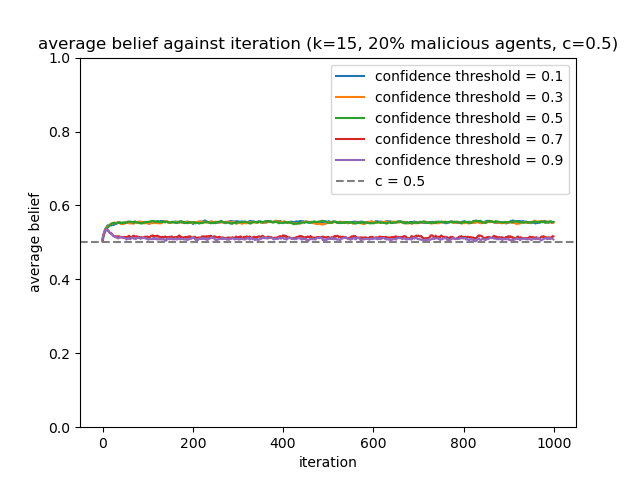 average belief against iteration (k=15, 20% malicious agents, c=0.5)
1.0
0.8
0.6
0.4
0.2
0.0
average belief
confidence threshold = 0.1
confidence threshold = 0.3
confidence threshold = 0.5
confidence threshold = 0.7
confidence threshold = 0.9
c = 0.5
0 200 400 600 800 1000
iteration